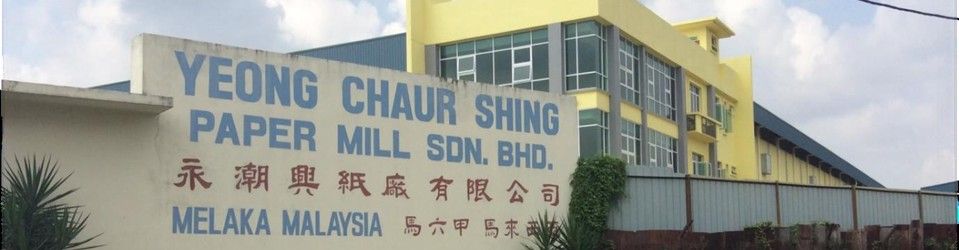 YEONG CHAUR SHING
PAPER MILL SDN. BHD.
永潮興紙廠有限公司
MELAKA MALAYSIA 馬六甲 馬來西亞